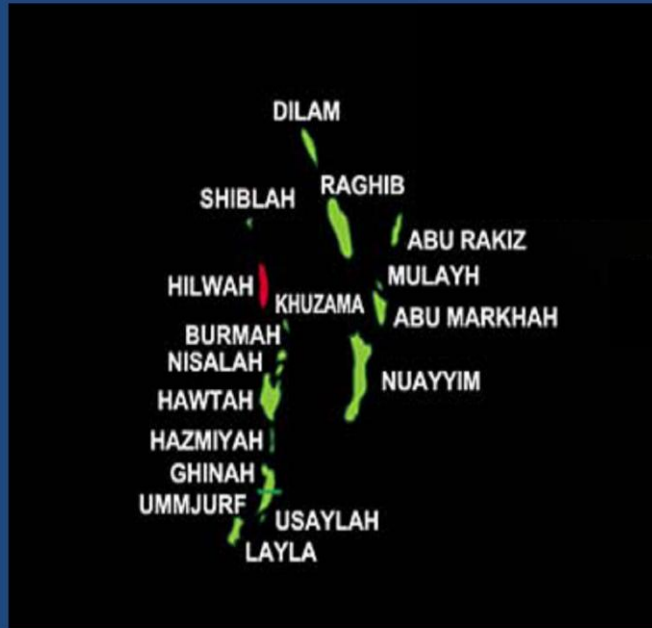 DILAM
RAGHIB
SHIBLAH
ABU RAKIZ
MULAYH
HILWAH
KHUZAMA
ABU MARKHAH
BURMAH
NISALAH
NUAYYIM
HAWTAH
HAZMIYAH
GHINAH
UMMJURF
USAYLAH
LAYLA